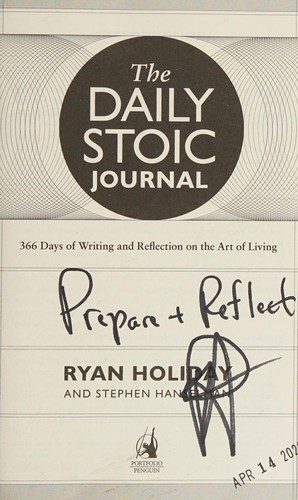 The
DAILY
STOIC
JOURNAL
366 Days of Writing and Reflection on the Art of Living
Prepare + Reflect
RYAN HOLIDAY
AND STEPHEN HANSELMAN
PORTFOLIO
PENGUIN
APR 14 202